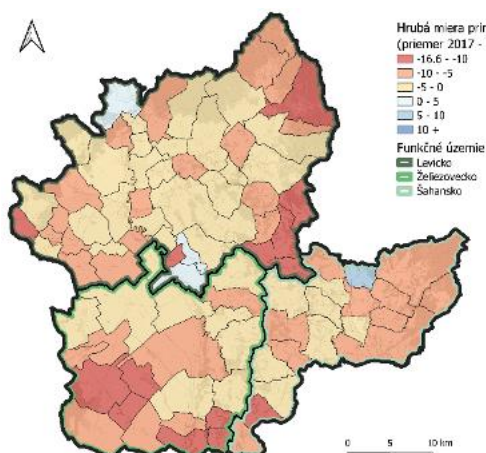 Hrubá miera prir
(priemer 2017 -
-16.6 - -10
-10 - -5
-5 - 0
0 - 5
5 - 10
10 +
Funkčné územie
Levicko
Želiezovecko
Šahansko
0 5 10 km